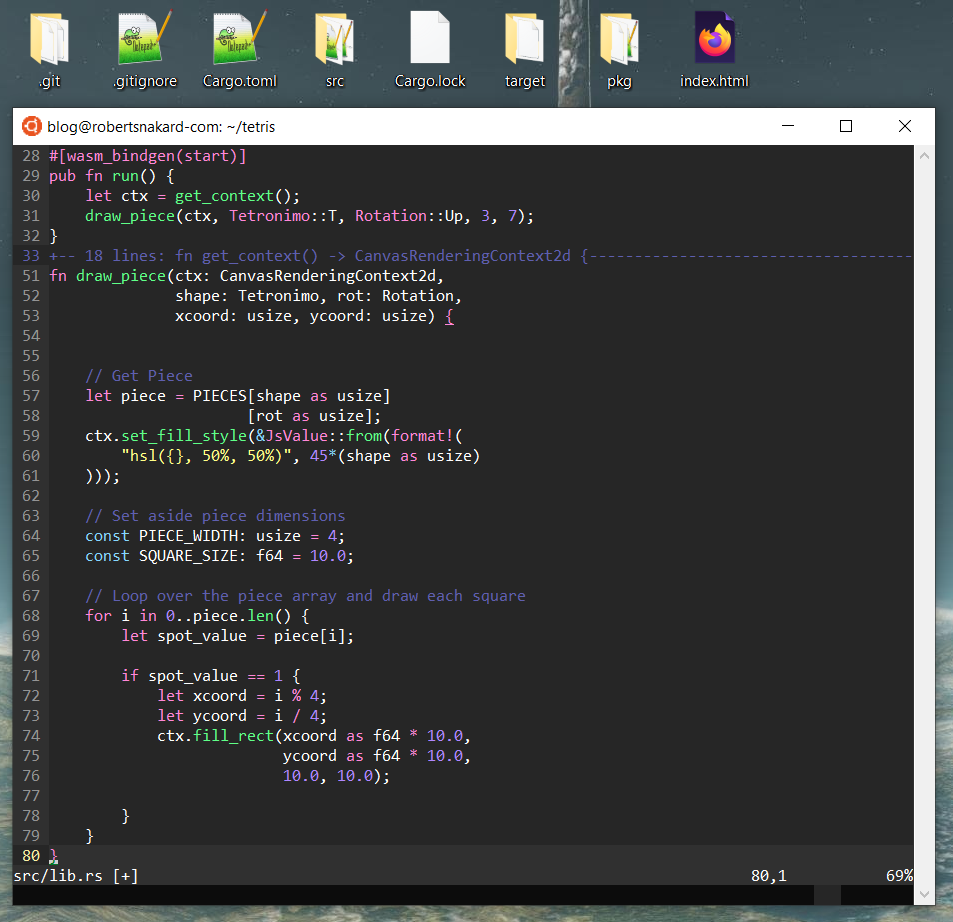 .git .gitignore Cargo.toml src Cargo.lock target pkg index.html
blog@robertsnakard-com: ~/tetris
28 #[wasm_bindgen(start)]
29 pub fn run() {
30     let ctx = get_context();
31     draw_piece(ctx, Tetronimo::T, Rotation::Up, 3, 7);
32 }
33 +-- 18 lines: fn get_context() -> CanvasRenderingContext2d {------------------------------------
51 fn draw_piece(ctx: CanvasRenderingContext2d,
52               shape: Tetronimo, rot: Rotation,
53               xcoord: usize, ycoord: usize) {
54
55
56     // Get Piece
57     let piece = PIECES[shape as usize]
58                       [rot as usize];
59     ctx.set_fill_style(&JsValue::from(format!(
60         "hsl({}, 50%, 50%)", 45*(shape as usize)
61     )));
62
63     // Set aside piece dimensions
64     const PIECE_WIDTH: usize = 4;
65     const SQUARE_SIZE: f64 = 10.0;
66
67     // Loop over the piece array and draw each square
68     for i in 0..piece.len() {
69         let spot_value = piece[i];
70
71         if spot_value == 1 {
72             let xcoord = i % 4;
73             let ycoord = i / 4;
74             ctx.fill_rect(xcoord as f64 * 10.0,
75                           ycoord as f64 * 10.0,
76                           10.0, 10.0);
77
78         }
79     }
80 }
src/lib.rs [+] 80,1 69%